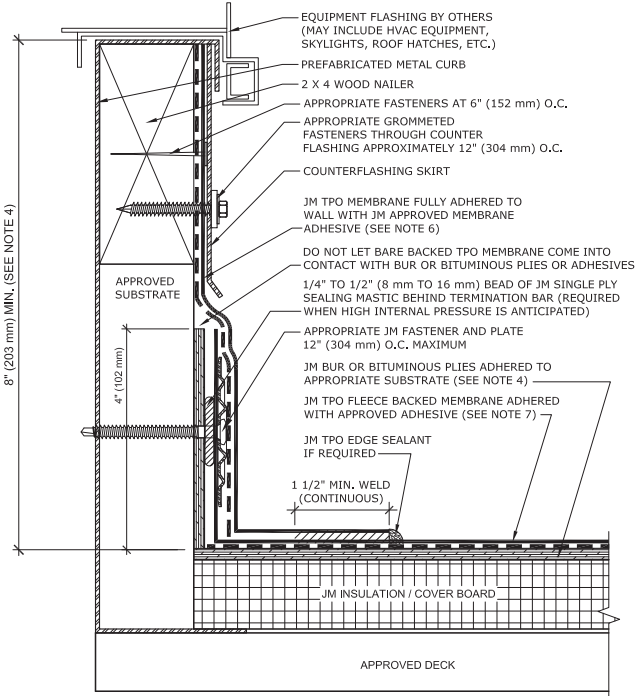 EQUIPMENT FLASHING BY OTHERS
(MAY INCLUDE HVAC EQUIPMENT,
SKYLIGHTS, ROOF HATCHES, ETC.)
PREFABRICATED METAL CURB
2 X 4 WOOD NAILER
APPROPRIATE FASTENERS AT 6" (152 mm) O.C.
APPROPRIATE GROMMETED
FASTENERS THROUGH COUNTER
FLASHING APPROXIMATELY 12" (304 mm) O.C.
COUNTERFLASHING SKIRT
JM TPO MEMBRANE FULLY ADHERED TO
WALL WITH JM APPROVED MEMBRANE
ADHESIVE (SEE NOTE 6)
DO NOT LET BARE BACKED TPO MEMBRANE COME INTO
CONTACT WITH BUR OR BITUMINOUS PLIES OR ADHESIVES
1/4" TO 1/2" (8 mm TO 16 mm) BEAD OF JM SINGLE PLY
SEALING MASTIC BEHIND TERMINATION BAR (REQUIRED
WHEN HIGH INTERNAL PRESSURE IS ANTICIPATED)
APPROPRIATE JM FASTENER AND PLATE
12" (304 mm) O.C. MAXIMUM
JM BUR OR BITUMINOUS PLIES ADHERED TO
APPROPRIATE SUBSTRATE (SEE NOTE 4)
JM TPO FLEECE BACKED MEMBRANE ADHERED
WITH APPROVED ADHESIVE (SEE NOTE 7)
JM TPO EDGE SEALANT
IF REQUIRED
1 1/2" MIN. WELD
(CONTINUOUS)
8" (203 mm) MIN. (SEE NOTE 4)
APPROVED
SUBSTRATE
4" (102 mm)
JM INSULATION / COVER BOARD
APPROVED DECK